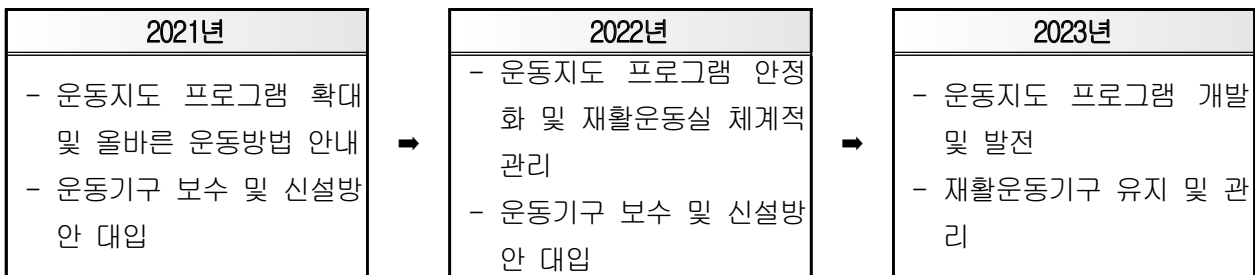 2021년
- 운동지도 프로그램 확대
및 올바른 운동방법 안내
- 운동기구 보수 및 신설방
안 대입
➡
2022년
- 운동지도 프로그램 안정
화 및 재활운동실 체계적
관리
- 운동기구 보수 및 신설방
안 대입
➡
2023년
- 운동지도 프로그램 개발
및 발전
- 재활운동기구 유지 및 관
리